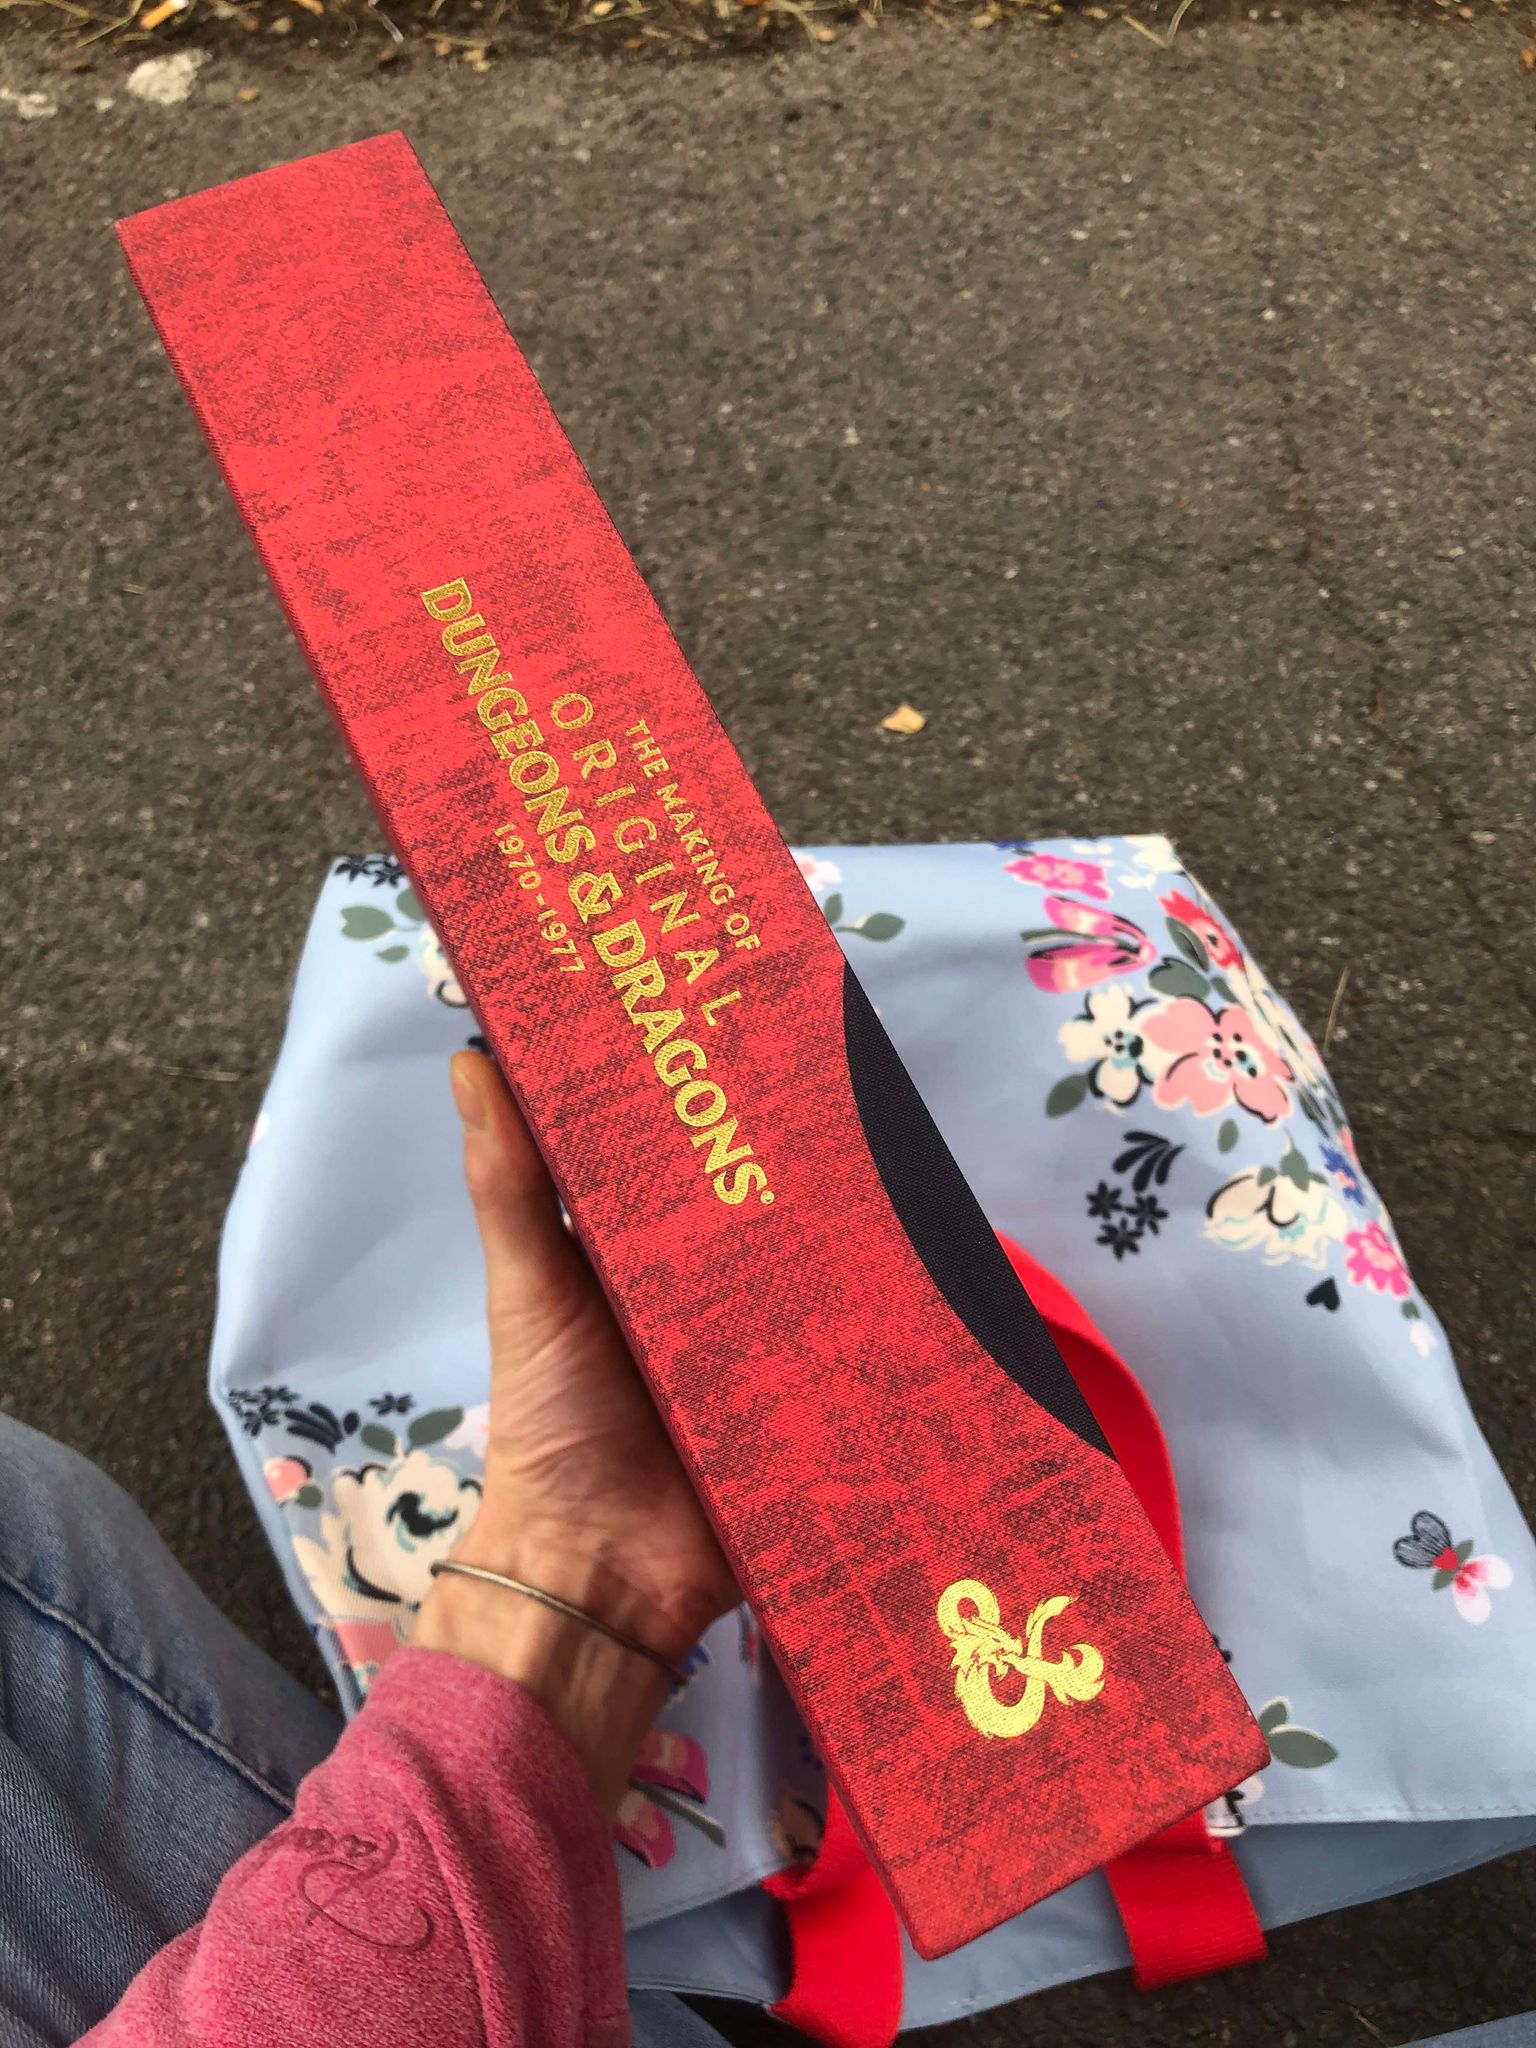 THE MAKING OF
ORIGINAL
DUNGEONS & DRAGONS®
1970-1977